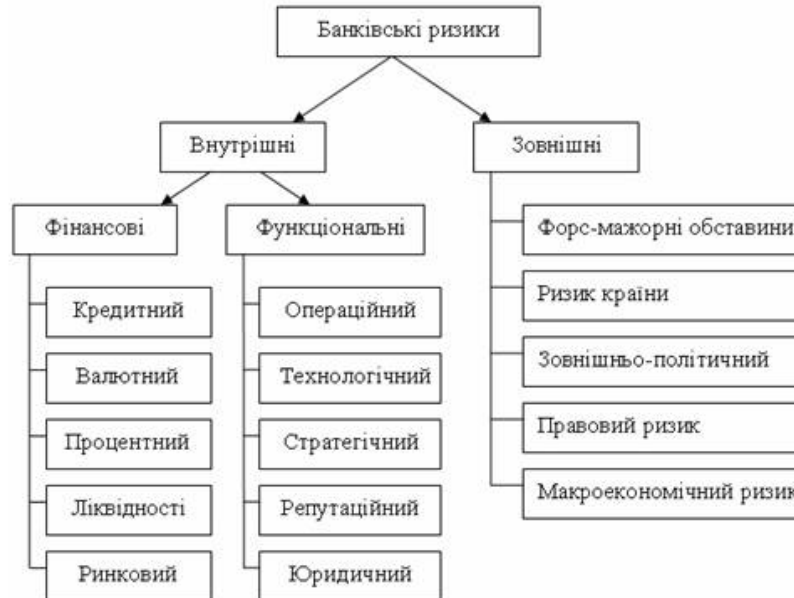 Банківські ризики
Внутрішні
Зовнішні
Фінансові
Функціональні
Кредитний
Валютний
Процентний
Ліквідності
Ринковий
Операційний
Технологічний
Стратегічний
Репутаційний
Юридичний
Форс-мажорні обставини
Ризик країни
Зовнішньо-політичний
Правовий ризик
Макроекономічний ризик